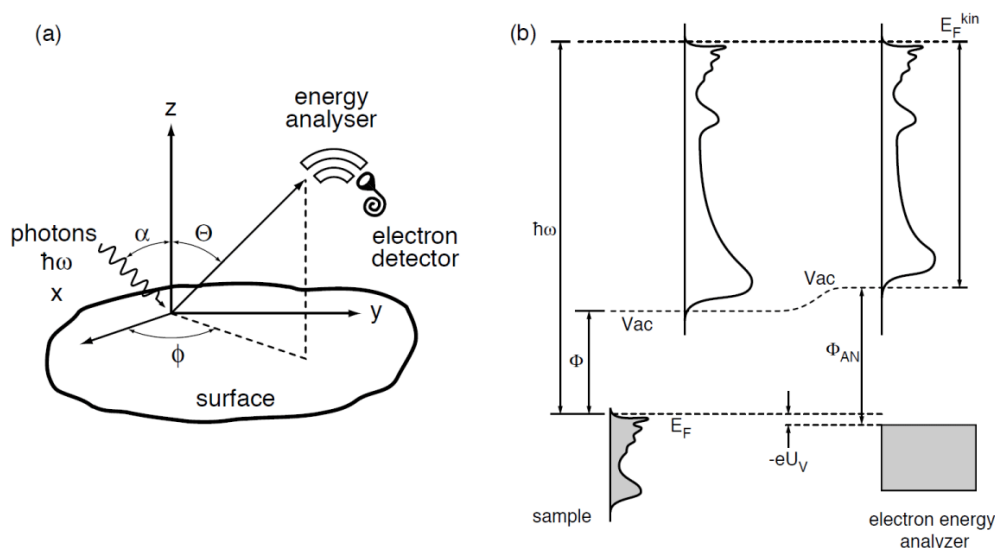 (a)
z
energy
analyser
photons
ħω
α
Θ
electron
detector
x
y
ϕ
surface
(b)
E_F^kin
ħω
Vac
Vac
Φ
Φ_AN
E_F
-eU_V
sample
electron energy
analyzer